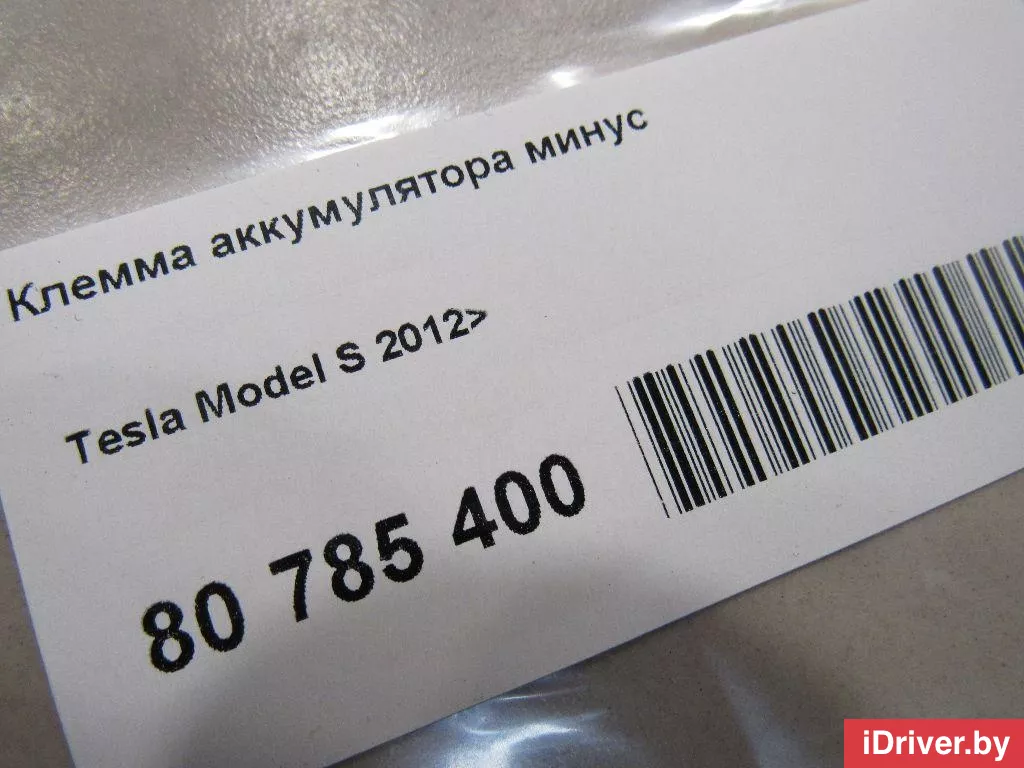 Клемма аккумулятора минус
Tesla Model S 2012>
80 785 400
iDriver.by